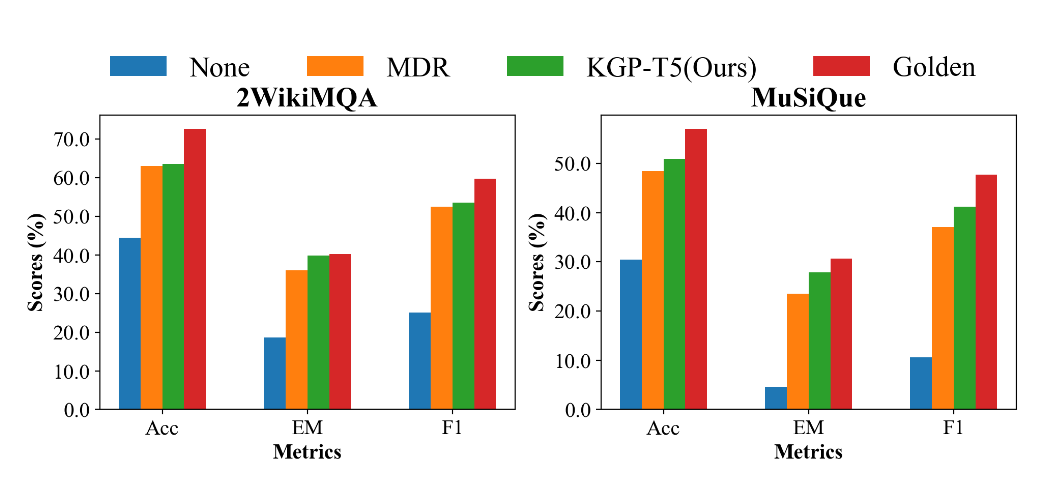 None MDR KGP-T5(Ours) Golden
2WikiMQA
70.0
60.0
50.0
40.0
30.0
20.0
10.0
0.0
Scores (%)
Acc EM F1
Metrics
MuSiQue
50.0
40.0
30.0
20.0
10.0
0.0
Scores (%)
Acc EM F1
Metrics